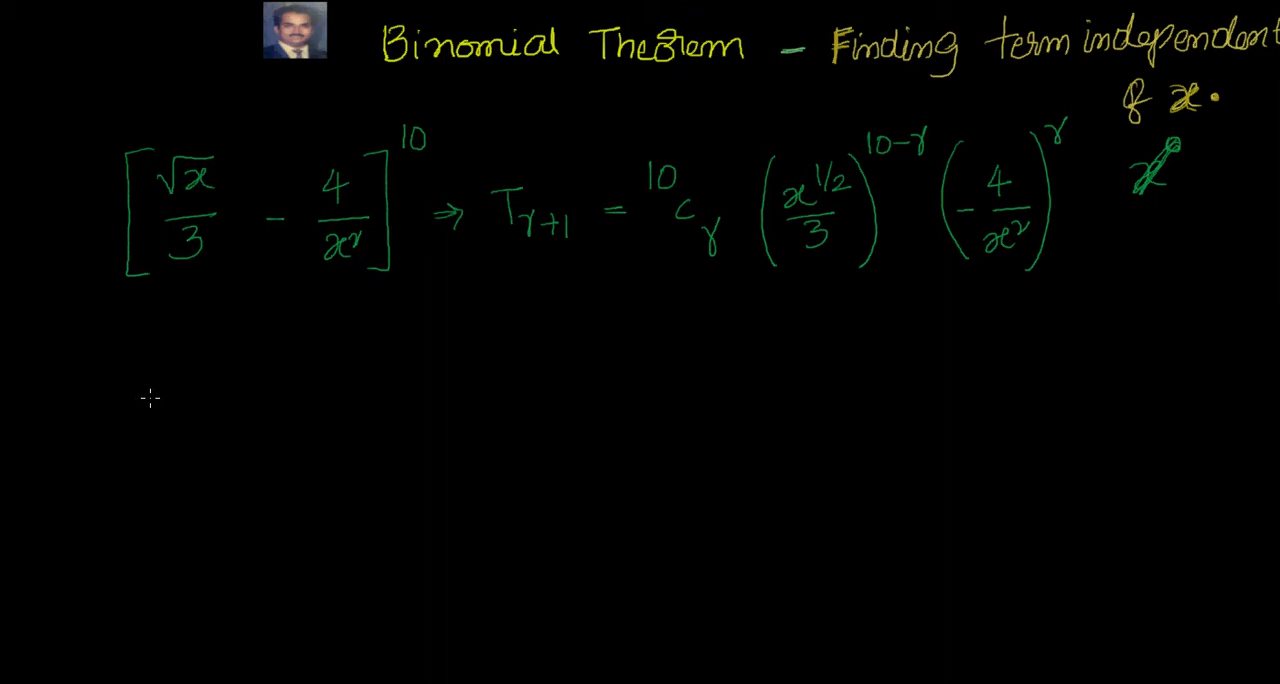 Binomial Theorem - Finding term independent
of x.
[√x/3 - 4/x²]^10 ⇒ T_{r+1} = ^10C_r (x^{1/2}/3)^{10-r} (-4/x²)^r x^0